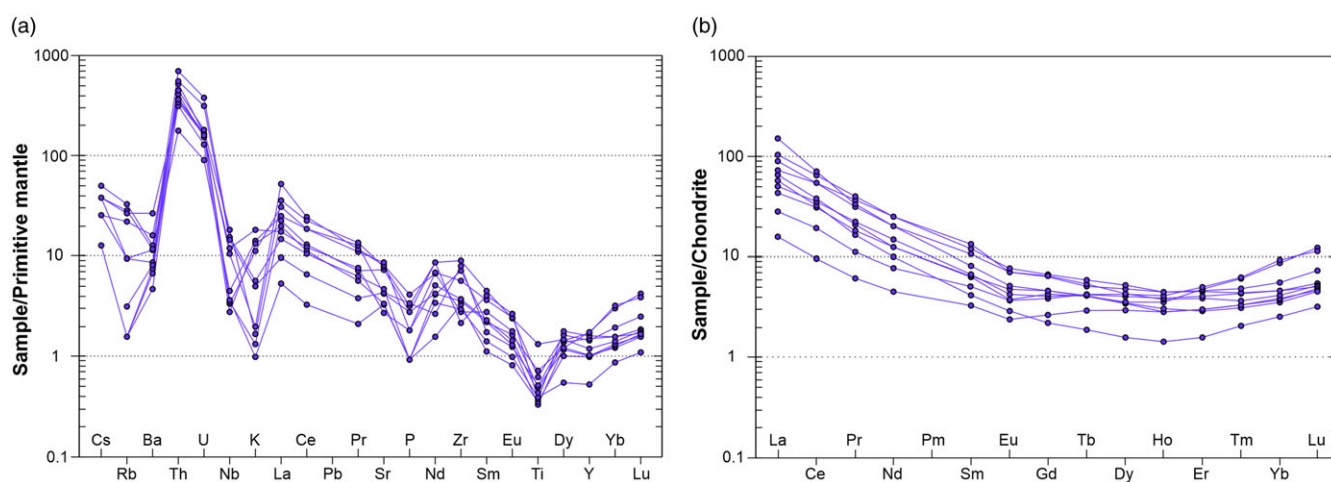 (a)
Sample/Primitive mantle
1000
100
10
1
0.1
Cs Ba Th U Nb K La Ce Pb Pr Sr P Nd Zr Sm Eu Ti Dy Y Yb Lu
Rb
(b)
Sample/Chondrite
1000
100
10
1
0.1
La Pr Pm Eu Tb Ho Tm Lu
Ce Nd Sm Gd Dy Er Yb